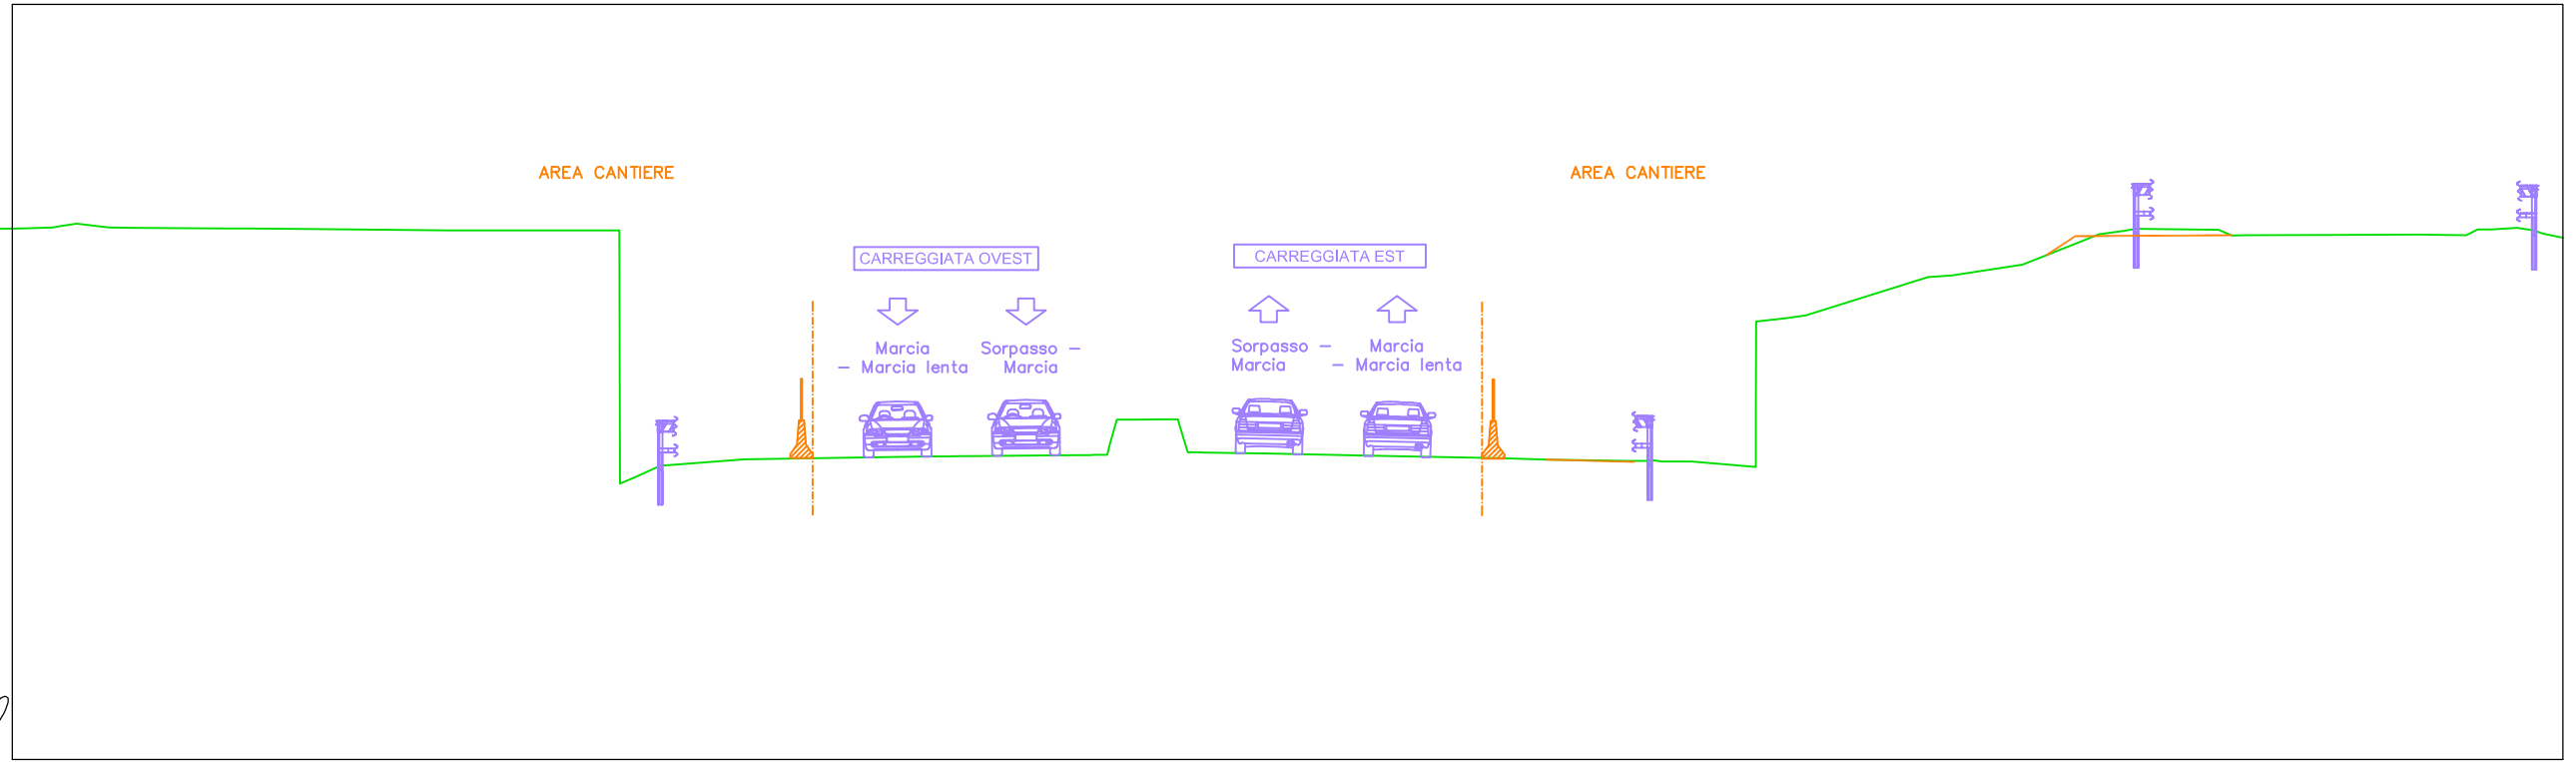 AREA CANTIERE
AREA CANTIERE
CARREGGIATA OVEST
CARREGGIATA EST
Marcia
– Marcia lenta
Sorpasso –
Marcia
Sorpasso –
Marcia
Marcia
– Marcia lenta